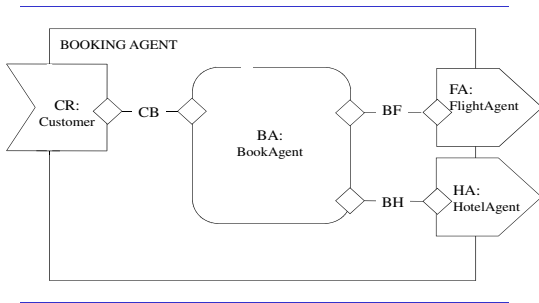 BOOKING AGENT
CR:
Customer
CB
BA:
BookAgent
BF
FA:
FlightAgent
BH
HA:
HotelAgent